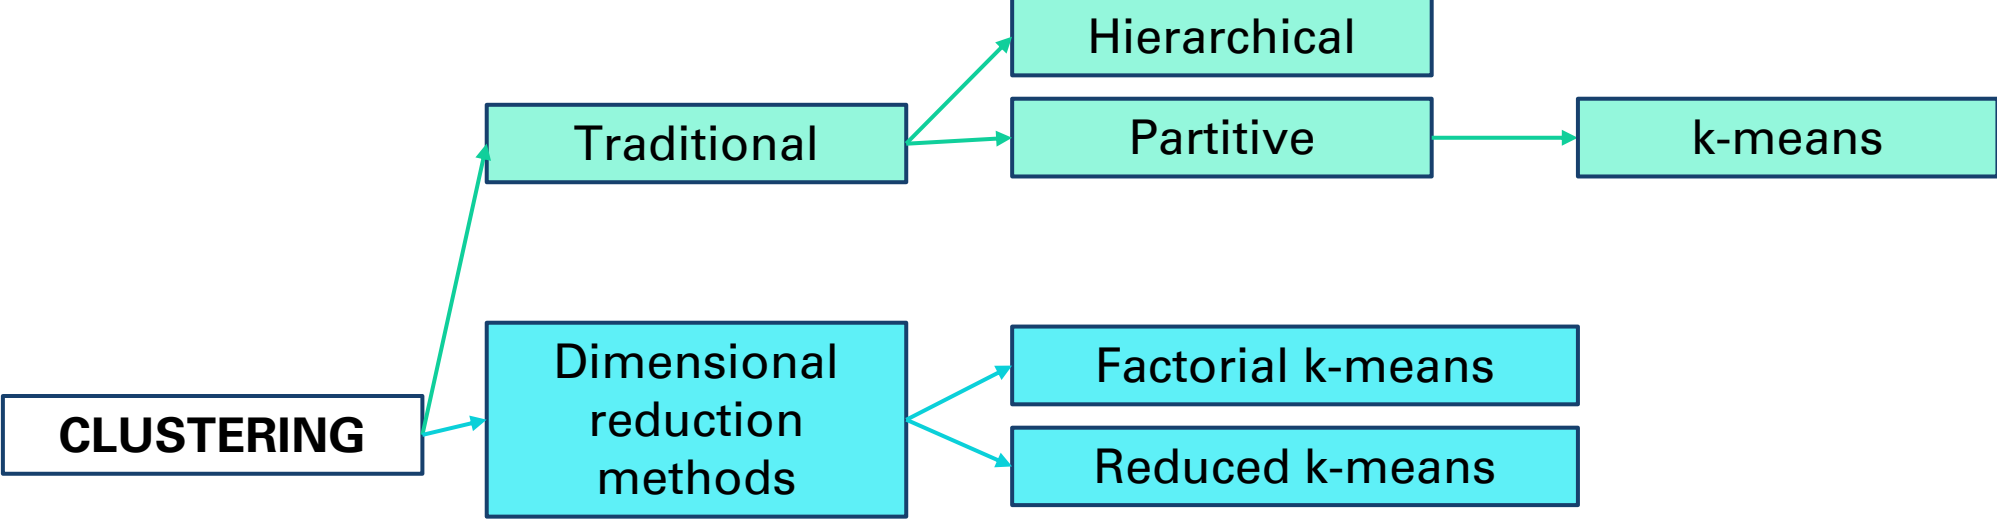 Hierarchical
Traditional
Partitive
k-means
CLUSTERING
Dimensional
reduction
methods
Factorial k-means
Reduced k-means